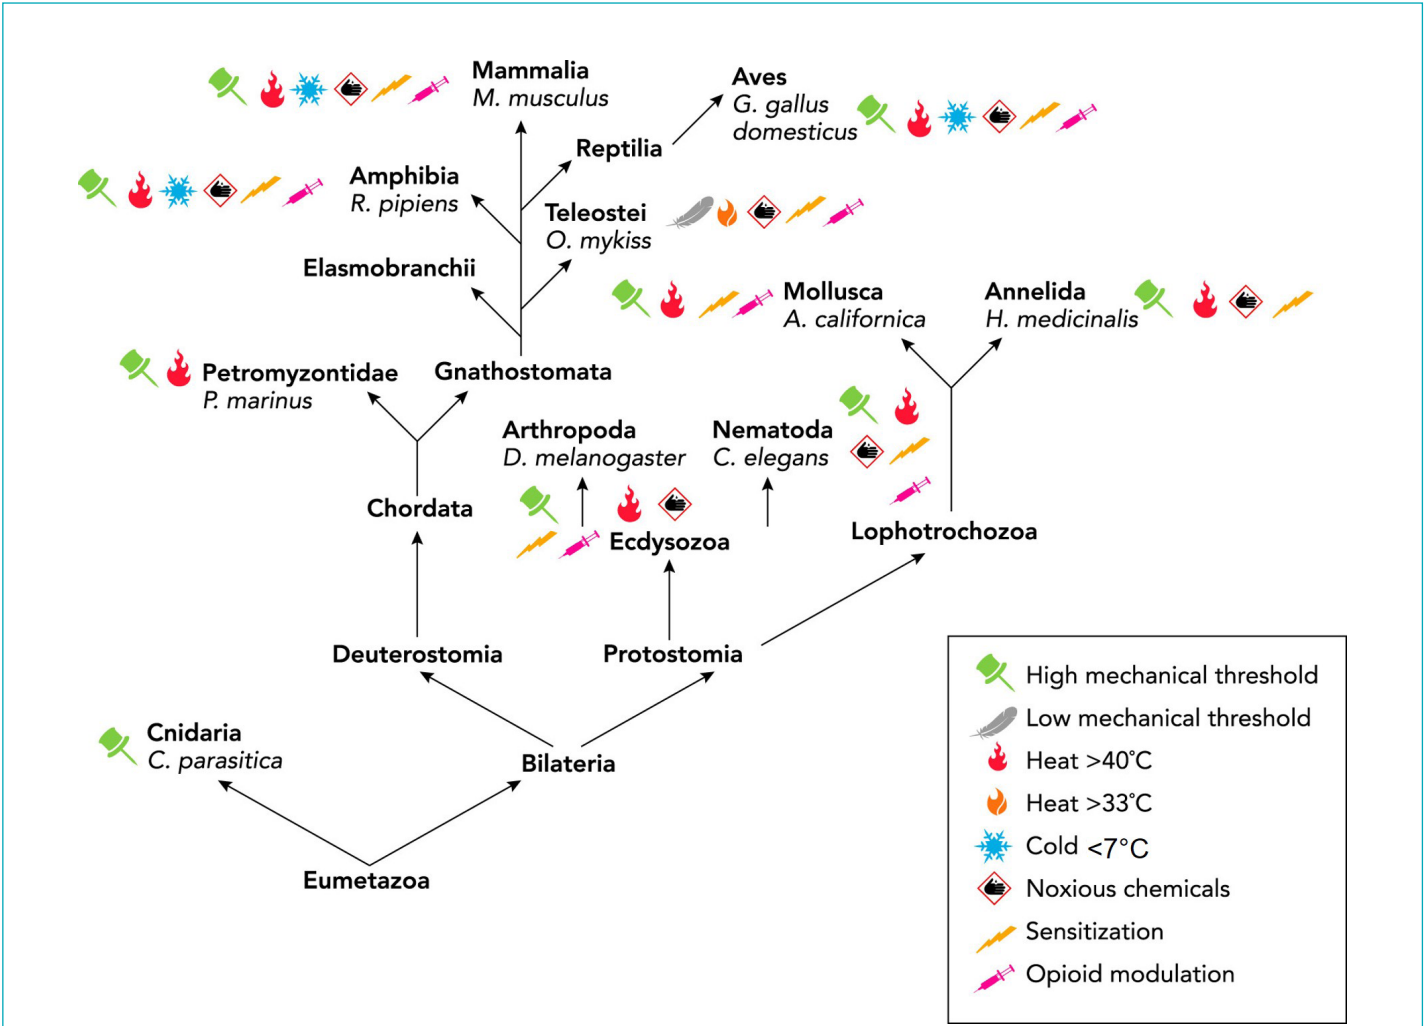 Mammalia
M. musculus
Aves
G. gallus
domesticus
Reptilia
Amphibia
R. pipiens
Teleostei
O. mykiss
Elasmobranchii
Mollusca
A. californica
Annelida
H. medicinalis
Petromyzontidae
P. marinus
Gnathostomata
Arthropoda
D. melanogaster
Nematoda
C. elegans
Chordata
Ecdysozoa
Lophotrochozoa
Deuterostomia
Protostomia
Cnidaria
C. parasitica
Bilateria
Eumetazoa
High mechanical threshold
Low mechanical threshold
Heat >40°C
Heat >33°C
Cold <7°C
Noxious chemicals
Sensitization
Opioid modulation